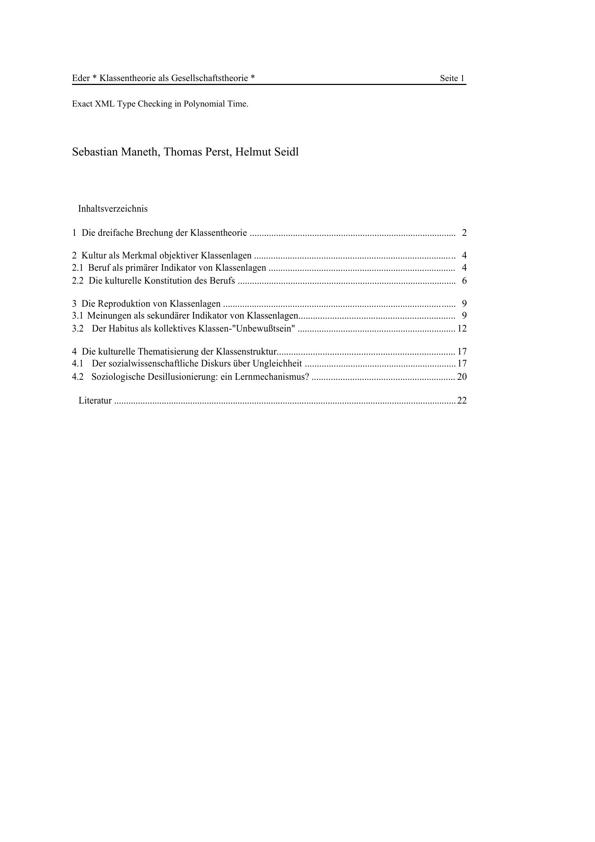 Eder * Klassentheorie als Gesellschaftstheorie * Seite 1
Exact XML Type Checking in Polynomial Time.
Sebastian Maneth, Thomas Perst, Helmut Seidl
Inhaltsverzeichnis
1 Die dreifache Brechung der Klassentheorie ........ 2
2 Kultur als Merkmal objektiver Klassenlagen ........ 4
2.1 Beruf als primärer Indikator von Klassenlagen ........ 4
2.2 Die kulturelle Konstitution des Berufs ........ 6
3 Die Reproduktion von Klassenlagen ........ 9
3.1 Meinungen als sekundärer Indikator von Klassenlagen........ 9
3.2 Der Habitus als kollektives Klassen-"Unbewußtsein" ........ 12
4 Die kulturelle Thematisierung der Klassenstruktur........ 17
4.1 Der sozialwissenschaftliche Diskurs über Ungleichheit ........ 17
4.2 Soziologische Desillusionierung: ein Lernmechanismus? ........ 20
Literatur ........ 22